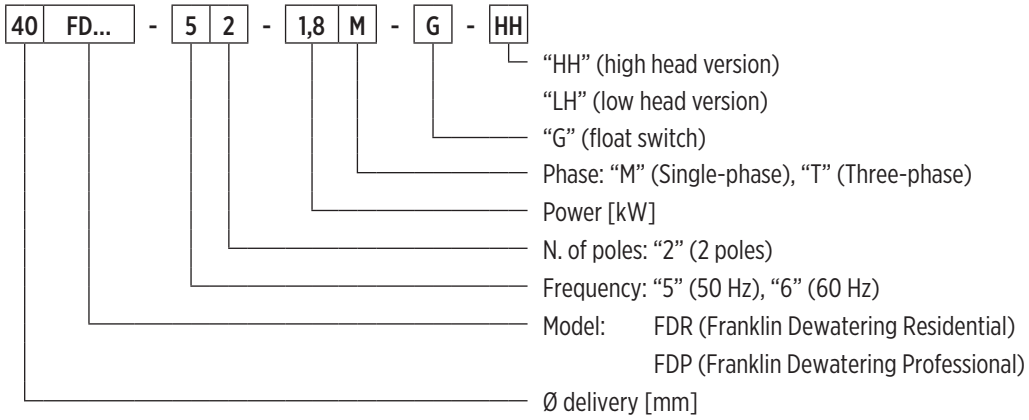 40 FD... - 5 2 - 1,8 M - G - HH
“HH” (high head version)
“LH” (low head version)
“G” (float switch)
Phase: “M” (Single-phase), “T” (Three-phase)
Power [kW]
N. of poles: “2” (2 poles)
Frequency: “5” (50 Hz), “6” (60 Hz)
Model: FDR (Franklin Dewatering Residential)
FDP (Franklin Dewatering Professional)
Ø delivery [mm]